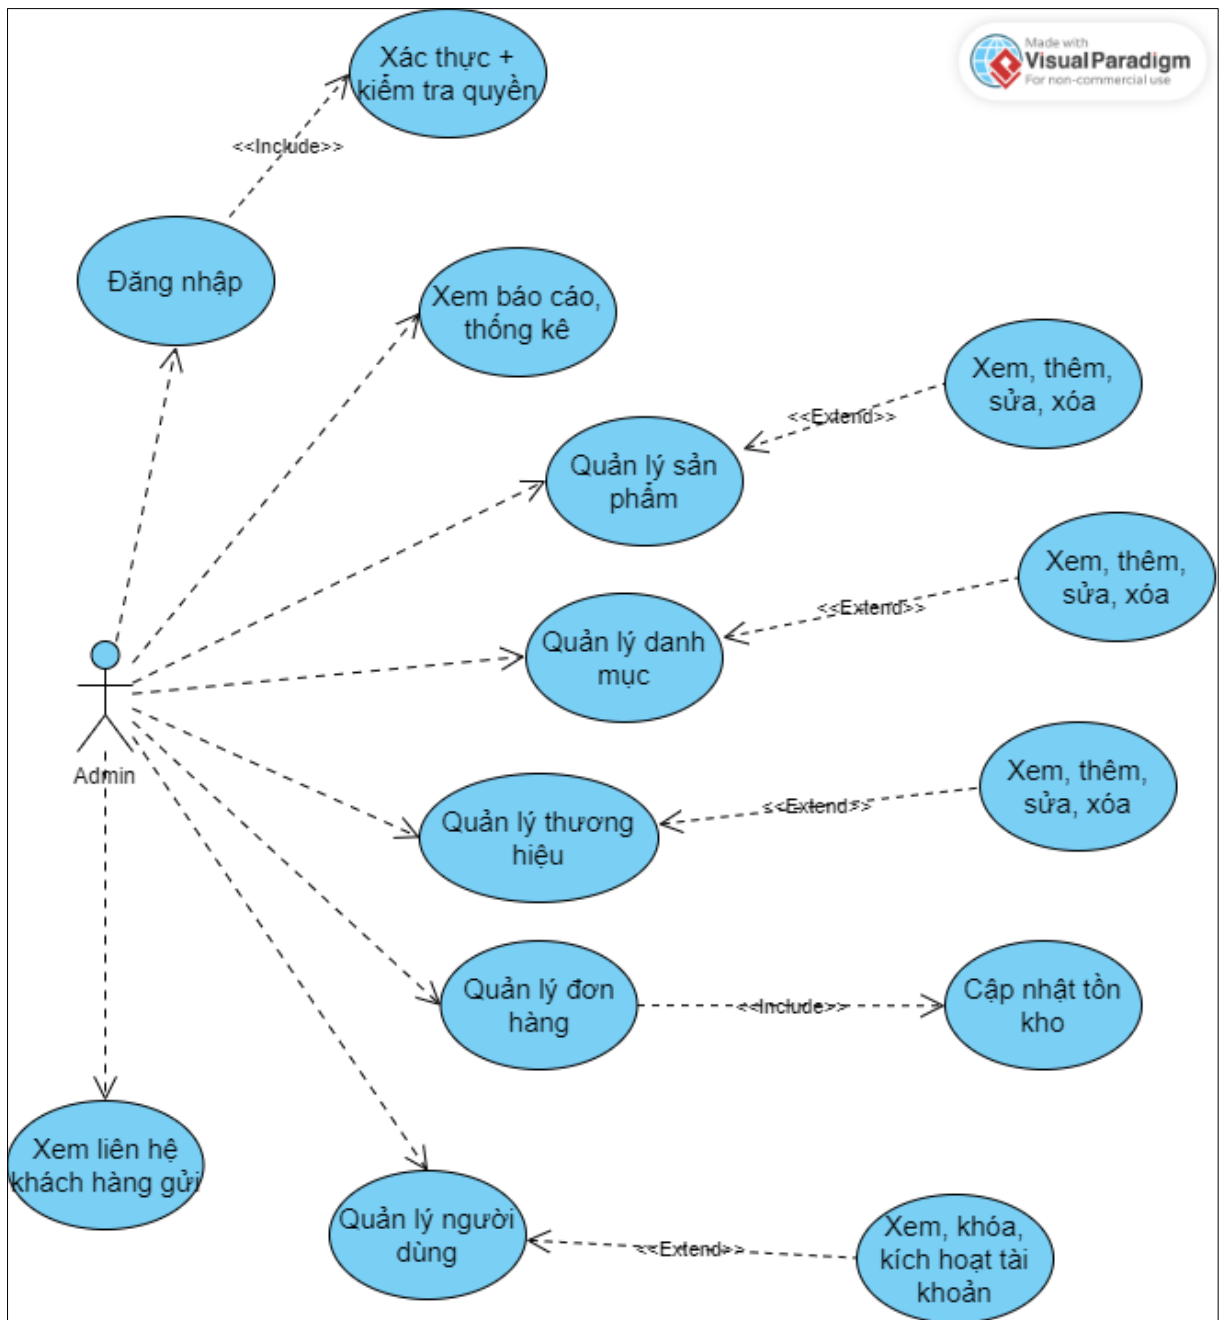 Made with
Visual Paradigm
For non-commercial use
Xác thực +
kiểm tra quyền
<<Include>>
Đăng nhập
Xem báo cáo,
thống kê
Xem, thêm,
sửa, xóa
<<Extend>>
Quản lý sản
phẩm
Xem, thêm,
sửa, xóa
<<Extend>>
Quản lý danh
mục
Admin
Xem, thêm,
sửa, xóa
<<Extend>>
Quản lý thương
hiệu
Quản lý đơn
hàng
<<Include>>
Cập nhật tồn
kho
Xem liên hệ
khách hàng gửi
Quản lý người
dùng
<<Extend>>
Xem, khóa,
kích hoạt tài
khoản